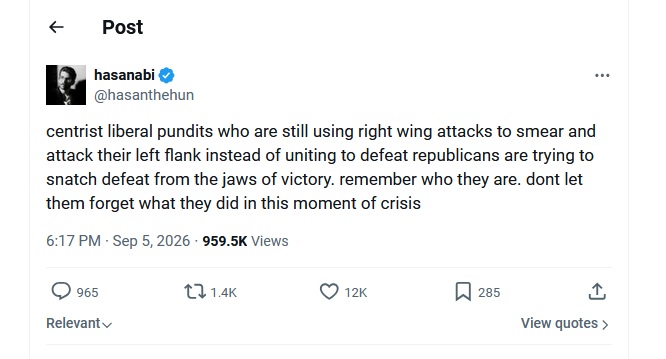 Post
hasanabi
@hasanthehun
centrist liberal pundits who are still using right wing attacks to smear and
attack their left flank instead of uniting to defeat republicans are trying to
snatch defeat from the jaws of victory. remember who they are. dont let
them forget what they did in this moment of crisis
6:17 PM · Sep 5, 2026 · 959.5K Views
965 1.4K 12K 285
Relevant View quotes